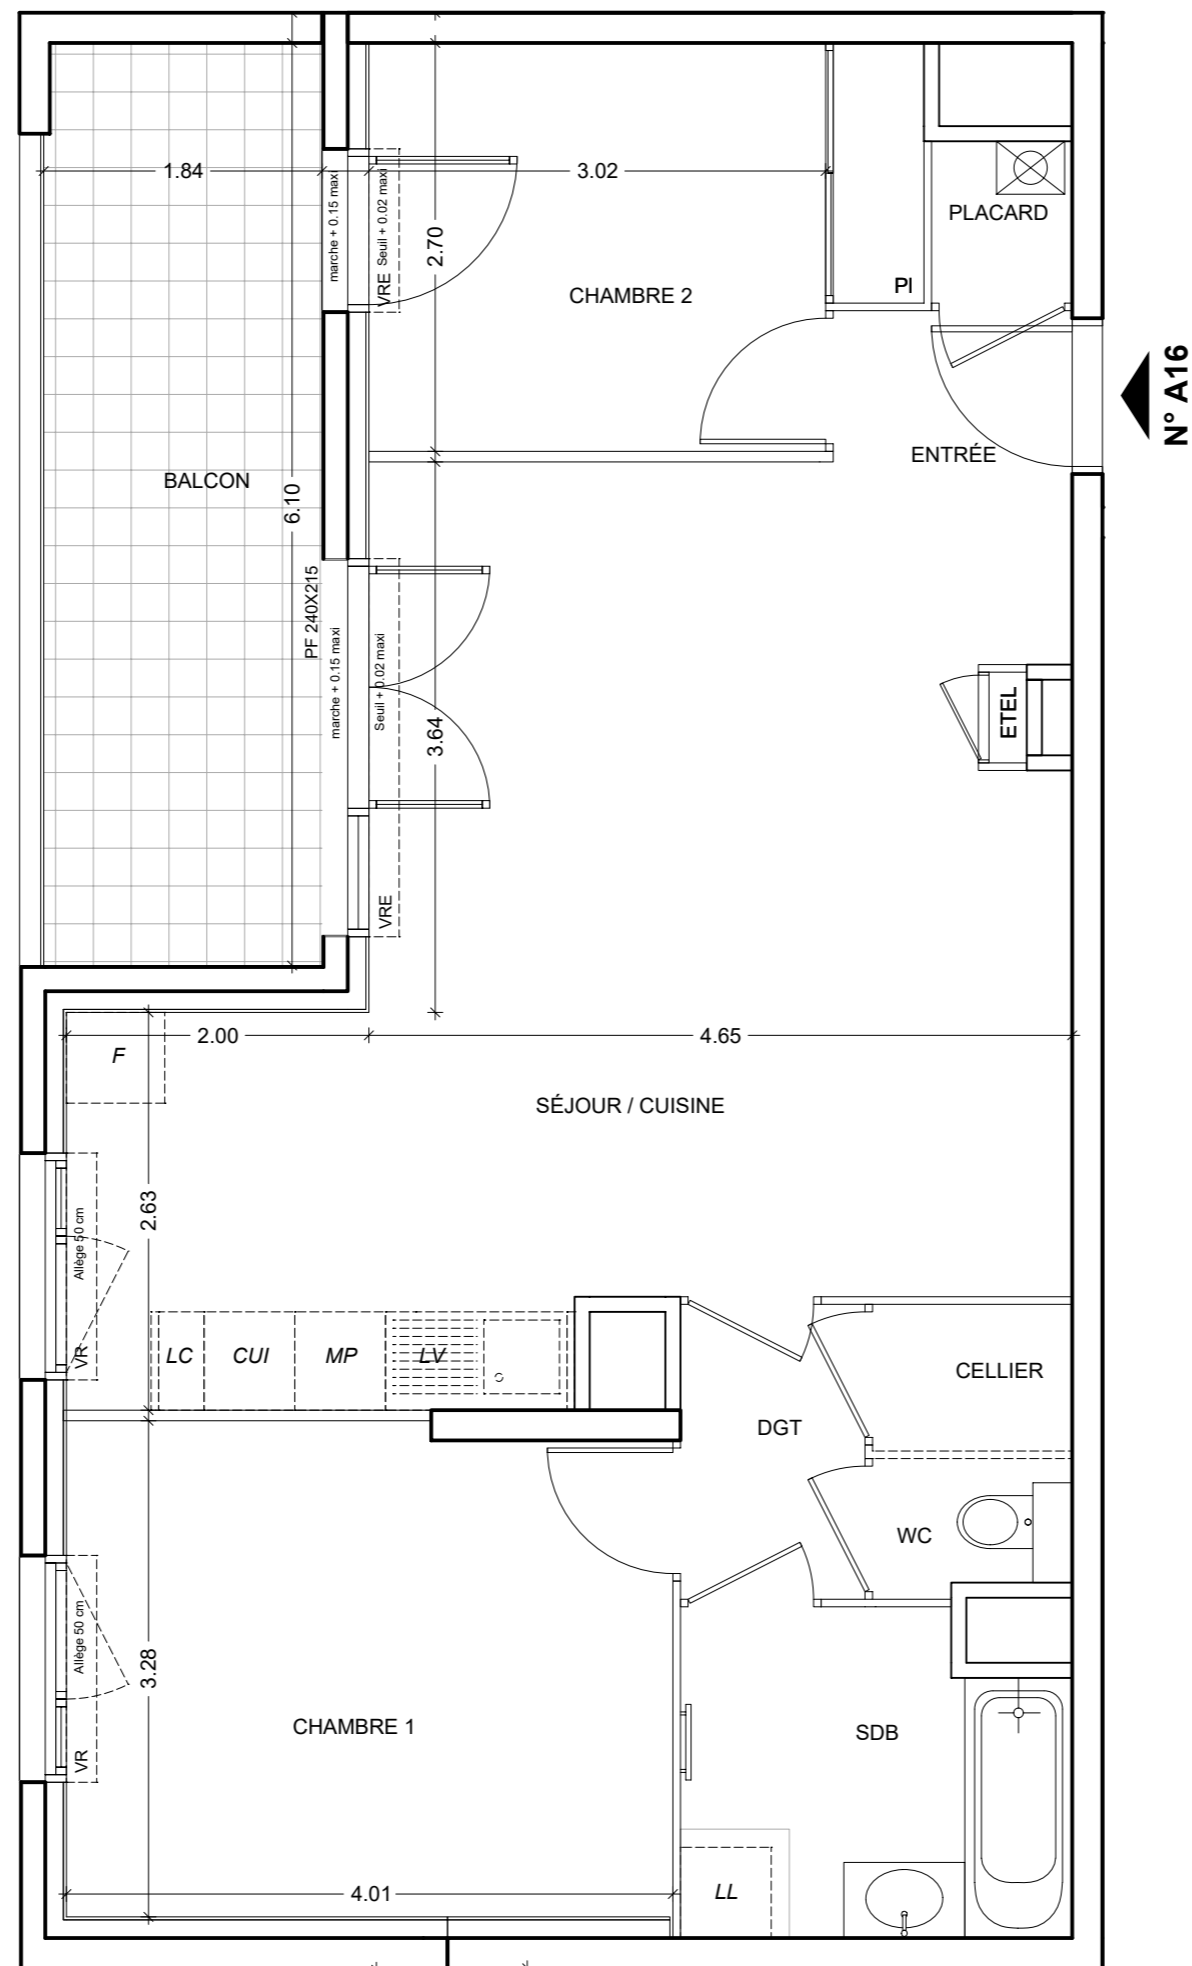 1.84
marche + 0.15 maxi
VRE Seuil + 0.02 maxi
3.02
2.70
PLACARD
PI
CHAMBRE 2
N° A16
ENTRÉE
BALCON
6.10
PF 240X215
marche + 0.15 maxi
Seuil + 0.02 maxi
3.64
ETEL
VRE
2.00
4.65
F
SÉJOUR / CUISINE
2.63
Allège 50 cm
VR
LC
CUI
MP
LV
CELLIER
DGT
WC
Allège 50 cm
3.28
VR
CHAMBRE 1
SDB
4.01
LL